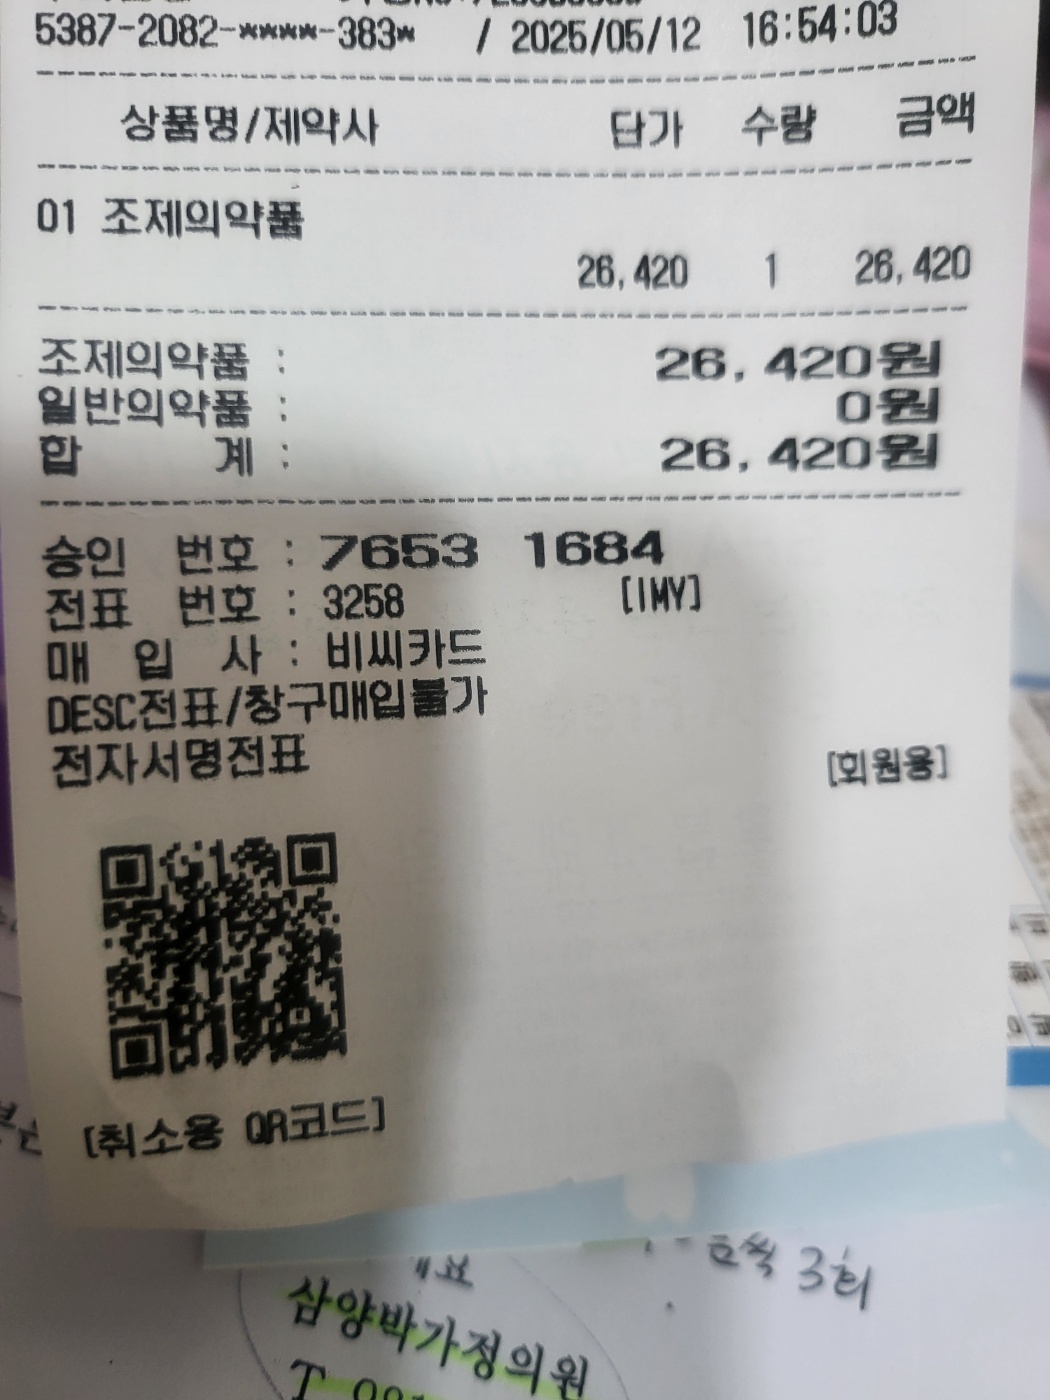 5387-2082-****-383* / 2025/05/12 16:54:03
상품명/제약사 단가 수량 금액
01 조제의약품
26,420 1 26,420
조제의약품 : 26,420원
일반의약품 : 0원
합 계 : 26,420원
승인 번호 : 7653 1684
전표 번호 : 3258 [IMY]
매 입 사 : 비씨카드
DESC전표/창구매입불가
전자서명전표 [회원용]
[취소용 QR코드]
3회
삼양박가정의원
T